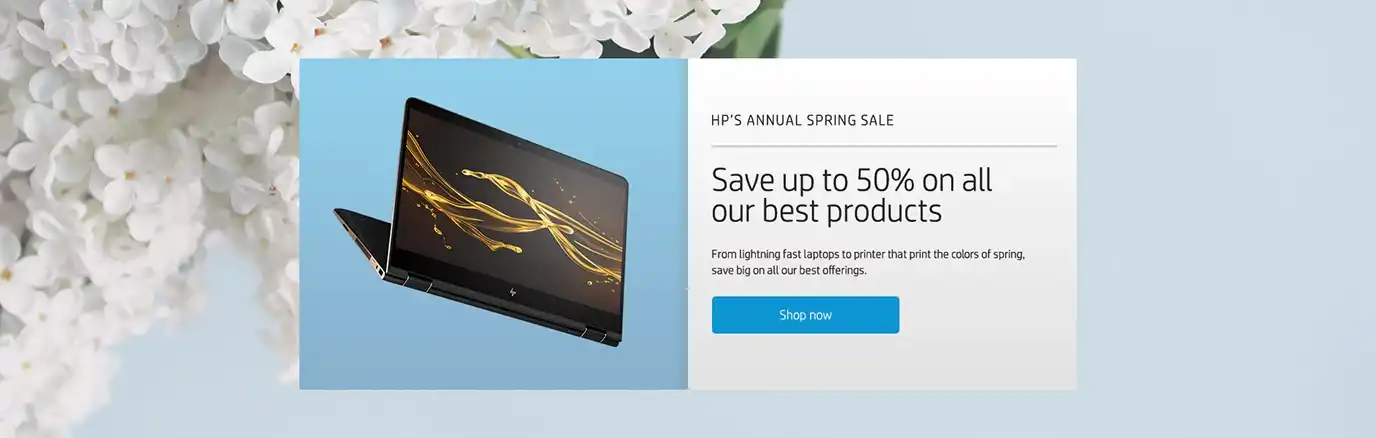 HP'S ANNUAL SPRING SALE
Save up to 50% on all
our best products
From lightning fast laptops to printer that print the colors of spring,
save big on all our best offerings.
Shop now
hp